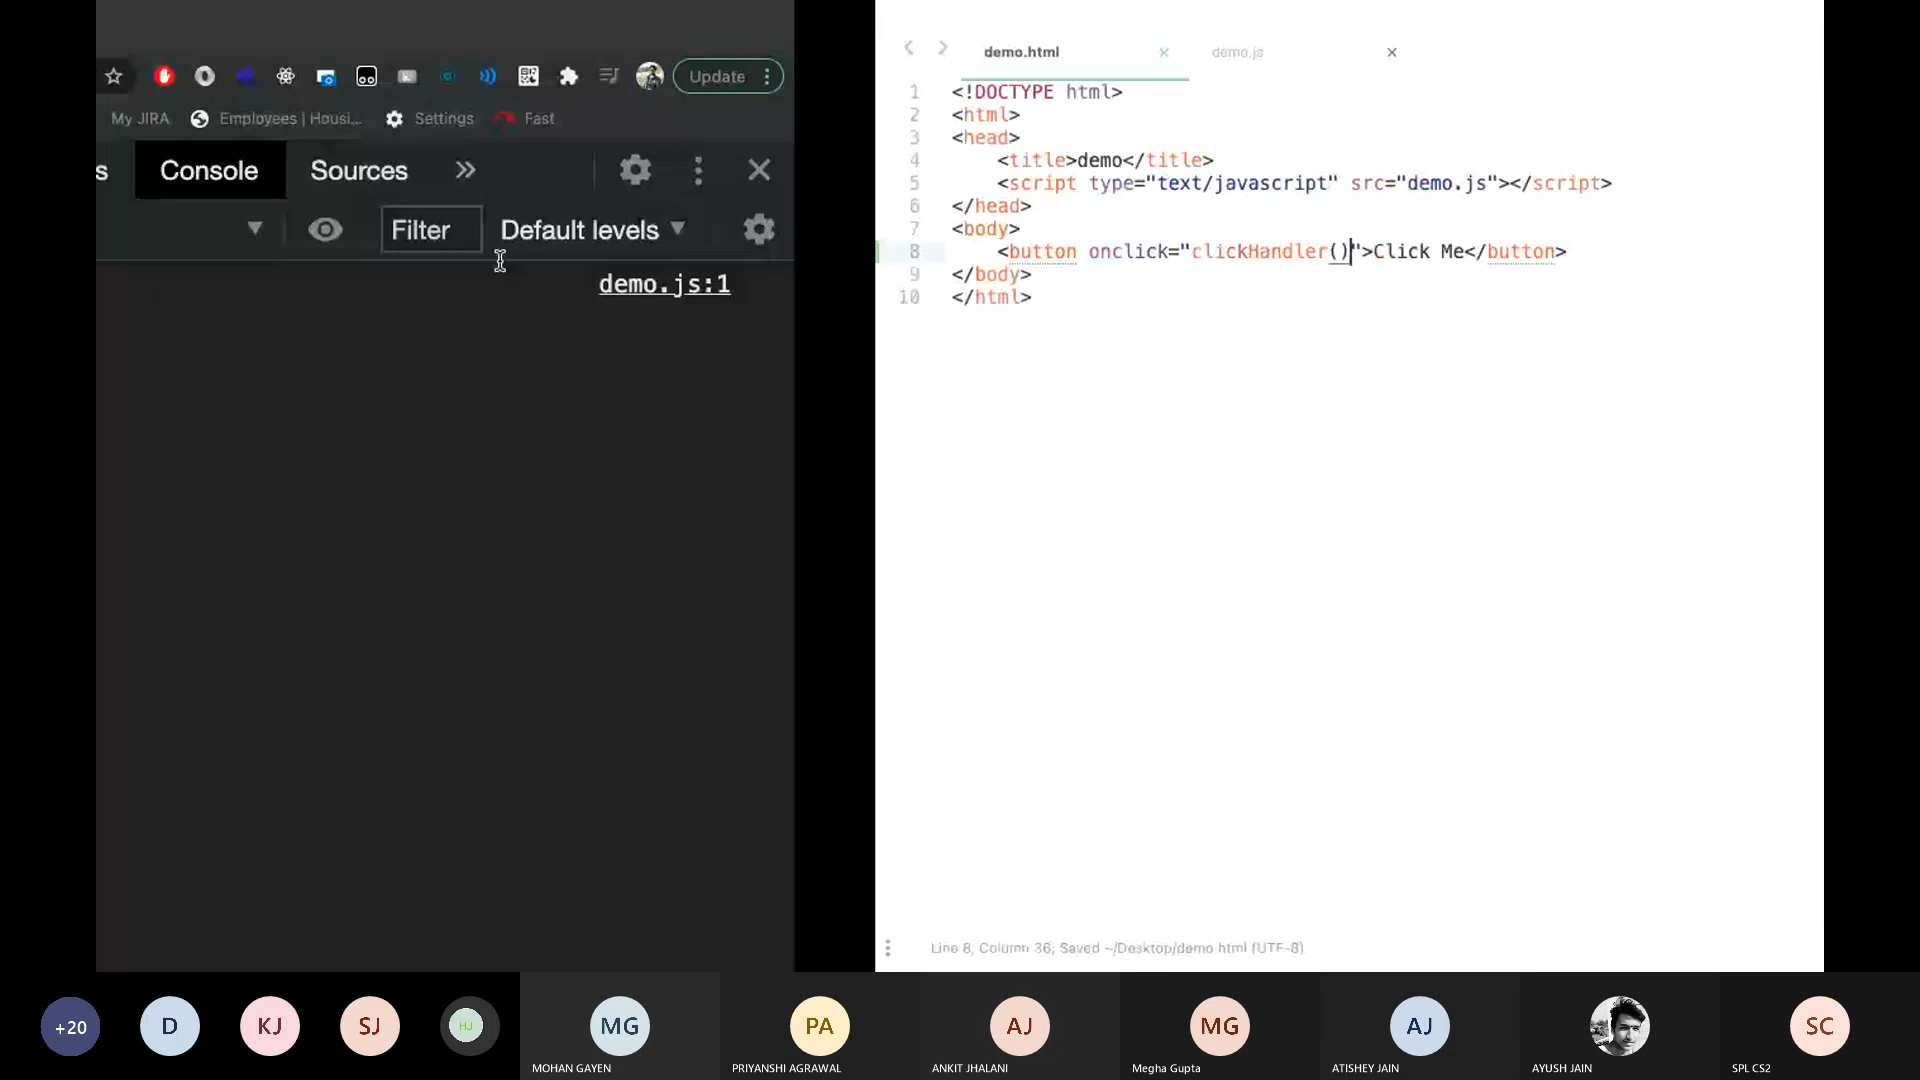 Update
My JIRA Employees | Housi... Settings Fast
s Console Sources »
Filter Default levels
demo.js:1
demo.html × demo.js ×
1 <!DOCTYPE html>
2 <html>
3 <head>
4 <title>demo</title>
5 <script type="text/javascript" src="demo.js"></script>
6 </head>
7 <body>
8 <button onclick="clickHandler()">Click Me</button>
9 </body>
10 </html>
Line 8, Column 36; Saved ~/Desktop/demo html (UTF-8)
+20 D KJ SJ HJ MG PA AJ MG AJ SC
MOHAN GAYEN PRIYANSHI AGRAWAL ANKIT JHALANI Megha Gupta ATISHEY JAIN AYUSH JAIN SPL CS2